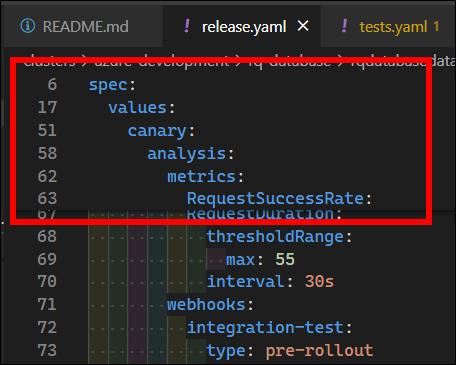 README.md
! release.yaml ×
! tests.yaml 1
clusters › azure-development › rq-database › rqdatabasedata
6 spec:
17 values:
51 canary:
58 analysis:
62 metrics:
63 RequestSuccessRate:
67 RequestDuration:
68 thresholdRange:
69 max: 55
70 interval: 30s
71 webhooks:
72 integration-test:
73 type: pre-rollout